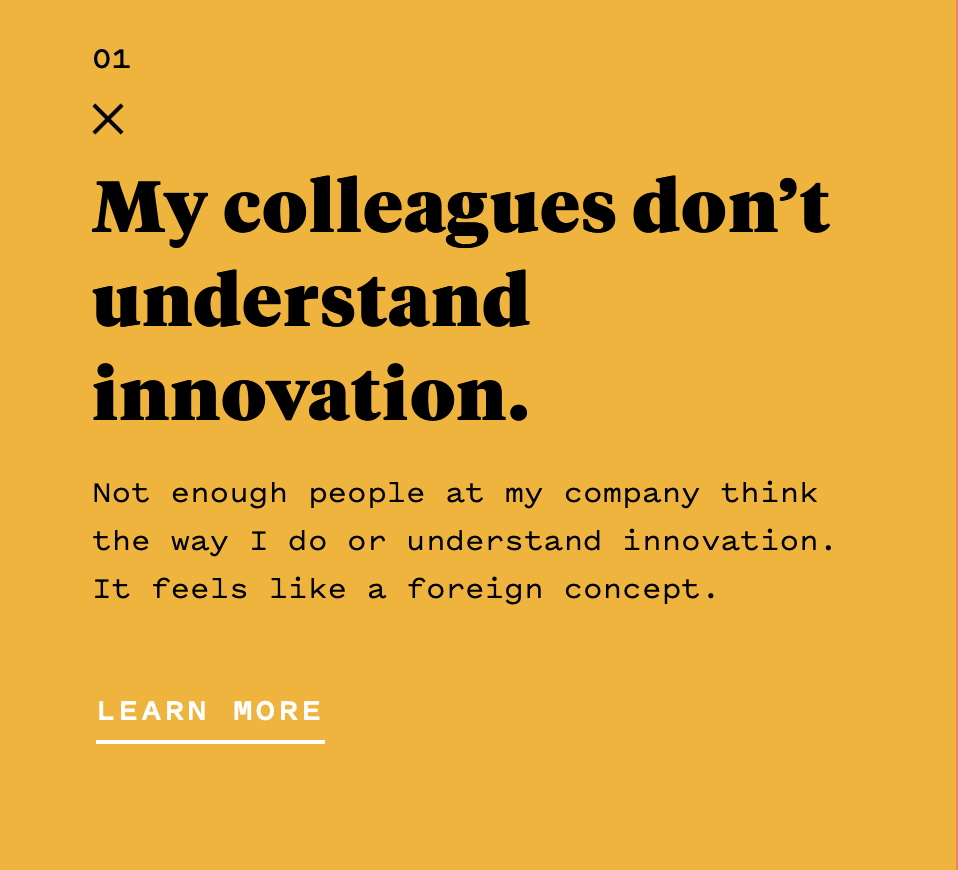 01
My colleagues don’t
understand
innovation.
Not enough people at my company think
the way I do or understand innovation.
It feels like a foreign concept.
LEARN MORE